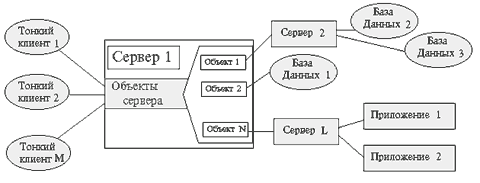 Тонкий
клиент 1
Тонкий
клиент 2
Тонкий
клиент М
Сервер 1
Объекты
сервера
Объект 1
Объект 2
Объект N
Сервер 2
База
Данных 2
База
Данных 3
База
Данных 1
Сервер L
Приложение 1
Приложение 2